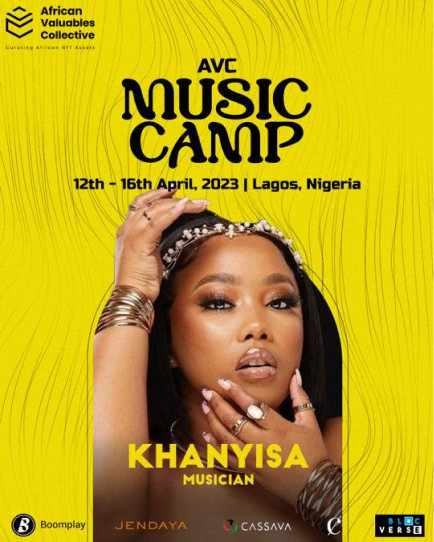 African
Valuables
Collective
Curating African NFT Assets
AVC
MUSIC
CAMP
12th - 16th April, 2023 | Lagos, Nigeria
KHANYISA
MUSICIAN
B Boomplay
JENDAYA
CASSAVA
BLOC
VERSE